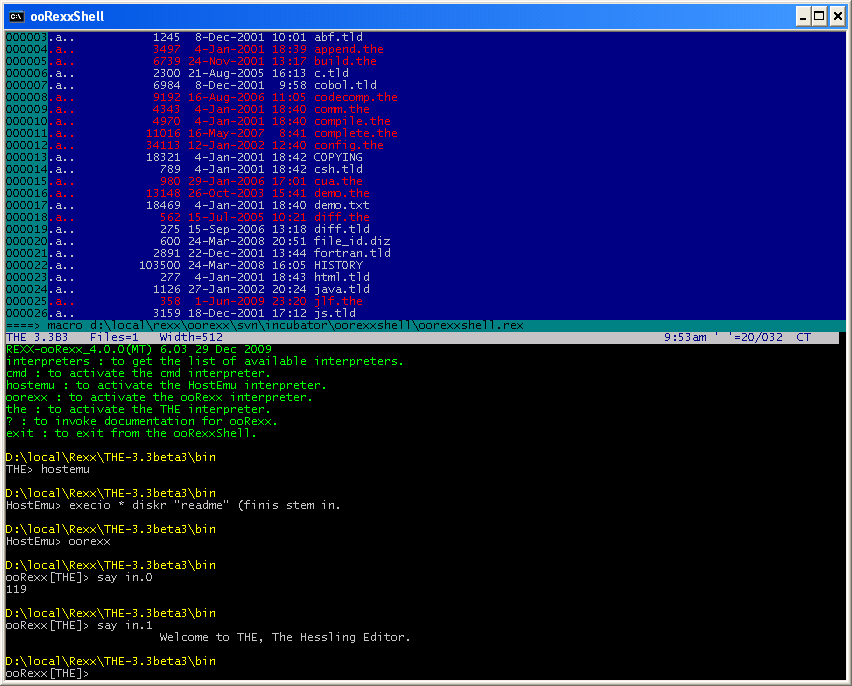 ooRexxShell
000003.a..           1245  8-Dec-2001 10:01 abf.tld
000004.a..           3497  4-Jan-2001 18:39 append.the
000005.a..           6739 24-Nov-2001 13:17 build.the
000006.a..           2300 21-Aug-2005 16:13 c.tld
000007.a..           6984  8-Dec-2001  9:58 cobol.tld
000008.a..           9192 16-Aug-2006 11:05 codecomp.the
000009.a..           4343  4-Jan-2001 18:40 comm.the
000010.a..           4970  4-Jan-2001 18:40 compile.the
000011.a..          11016 16-May-2007  8:41 complete.the
000012.a..          34113 12-Jan-2002 12:40 config.the
000013.a..          18321  4-Jan-2001 18:42 COPYING
000014.a..            789  4-Jan-2001 18:42 csh.tld
000015.a..            980 29-Jan-2006 17:01 cua.the
000016.a..          13148 26-Oct-2003 15:41 demo.the
000017.a..          18469  4-Jan-2001 18:40 demo.txt
000018.a..            562 15-Jul-2005 10:21 diff.the
000019.a..            275 15-Sep-2006 13:18 diff.tld
000020.a..            600 24-Mar-2008 20:51 file_id.diz
000021.a..           2891 22-Dec-2001 13:44 fortran.tld
000022.a..         103500 24-Mar-2008 16:05 HISTORY
000023.a..            277  4-Jan-2001 18:43 html.tld
000024.a..           1126 27-Jan-2002 20:24 java.tld
000025.a..            358  1-Jun-2009 23:20 jlf.the
000026.a..           3159 18-Dec-2001 17:12 js.tld
====> macro d:\local\rexx\oorexx\svn\incubator\oorexxshell\oorexxshell.rex
THE 3.3B3   Files=1   Width=512                    9:53am ' '=20/032  CT
REXX-ooRexx_4.0.0(MT) 6.03 29 Dec 2009
interpreters : to get the list of available interpreters.
cmd : to activate the cmd interpreter.
hostemu : to activate the HostEmu interpreter.
oorexx : to activate the ooRexx interpreter.
the : to activate the THE interpreter.
? : to invoke documentation for ooRexx.
exit : to exit from the ooRexxShell.
D:\local\Rexx\THE-3.3beta3\bin
THE> hostemu
D:\local\Rexx\THE-3.3beta3\bin
HostEmu> execio * diskr "readme" (finis stem in.
D:\local\Rexx\THE-3.3beta3\bin
HostEmu> oorexx
D:\local\Rexx\THE-3.3beta3\bin
ooRexx[THE]> say in.0
119
D:\local\Rexx\THE-3.3beta3\bin
ooRexx[THE]> say in.1
                      Welcome to THE, The Hessling Editor.
D:\local\Rexx\THE-3.3beta3\bin
ooRexx[THE]>